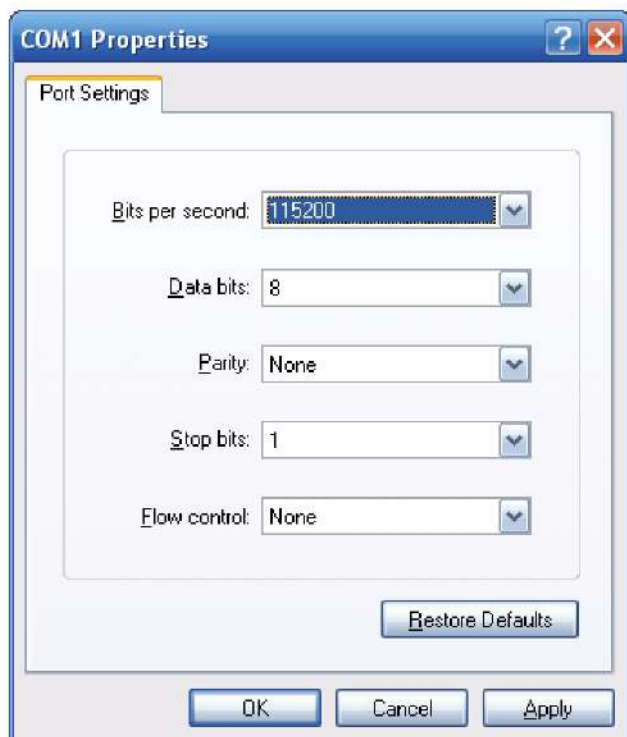 COM1 Properties
Port Settings
Bits per second: 115200
Data bits: 8
Parity: None
Stop bits: 1
Flow control: None
Restore Defaults
OK Cancel Apply